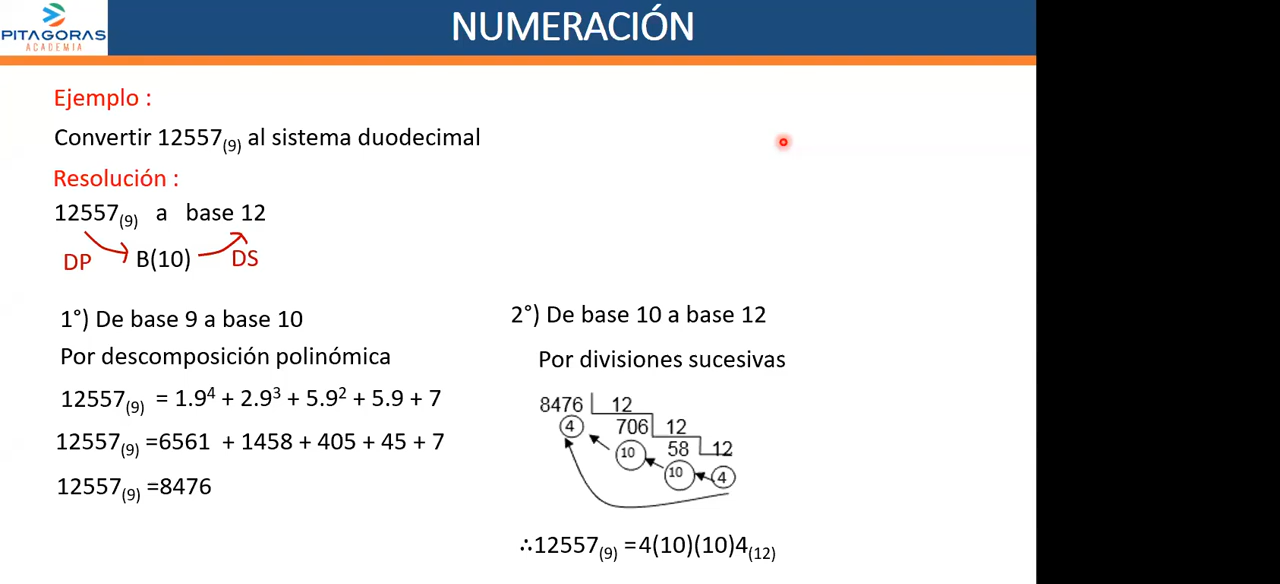 PITAGORAS
ACADEMIA
NUMERACIÓN
Ejemplo :
Convertir 12557₍₉₎ al sistema duodecimal
Resolución :
12557₍₉₎ a base 12
DP B(10) DS
1°) De base 9 a base 10
Por descomposición polinómica
12557₍₉₎ = 1.9⁴ + 2.9³ + 5.9² + 5.9 + 7
12557₍₉₎ =6561 + 1458 + 405 + 45 + 7
12557₍₉₎ =8476
2°) De base 10 a base 12
Por divisiones sucesivas
8476 12
4 706 12
10 58 12
10 4
∴12557₍₉₎ =4(10)(10)4₍₁₂₎